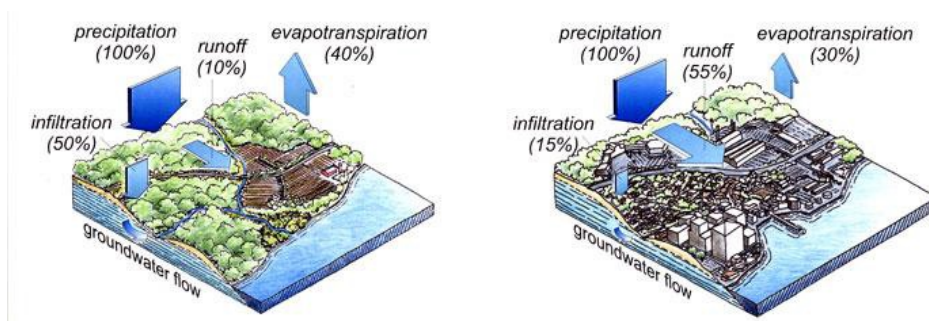 precipitation
(100%)
runoff
(10%)
evapotranspiration
(40%)
infiltration
(50%)
groundwater flow
precipitation
(100%)
runoff
(55%)
evapotranspiration
(30%)
infiltration
(15%)
groundwater flow